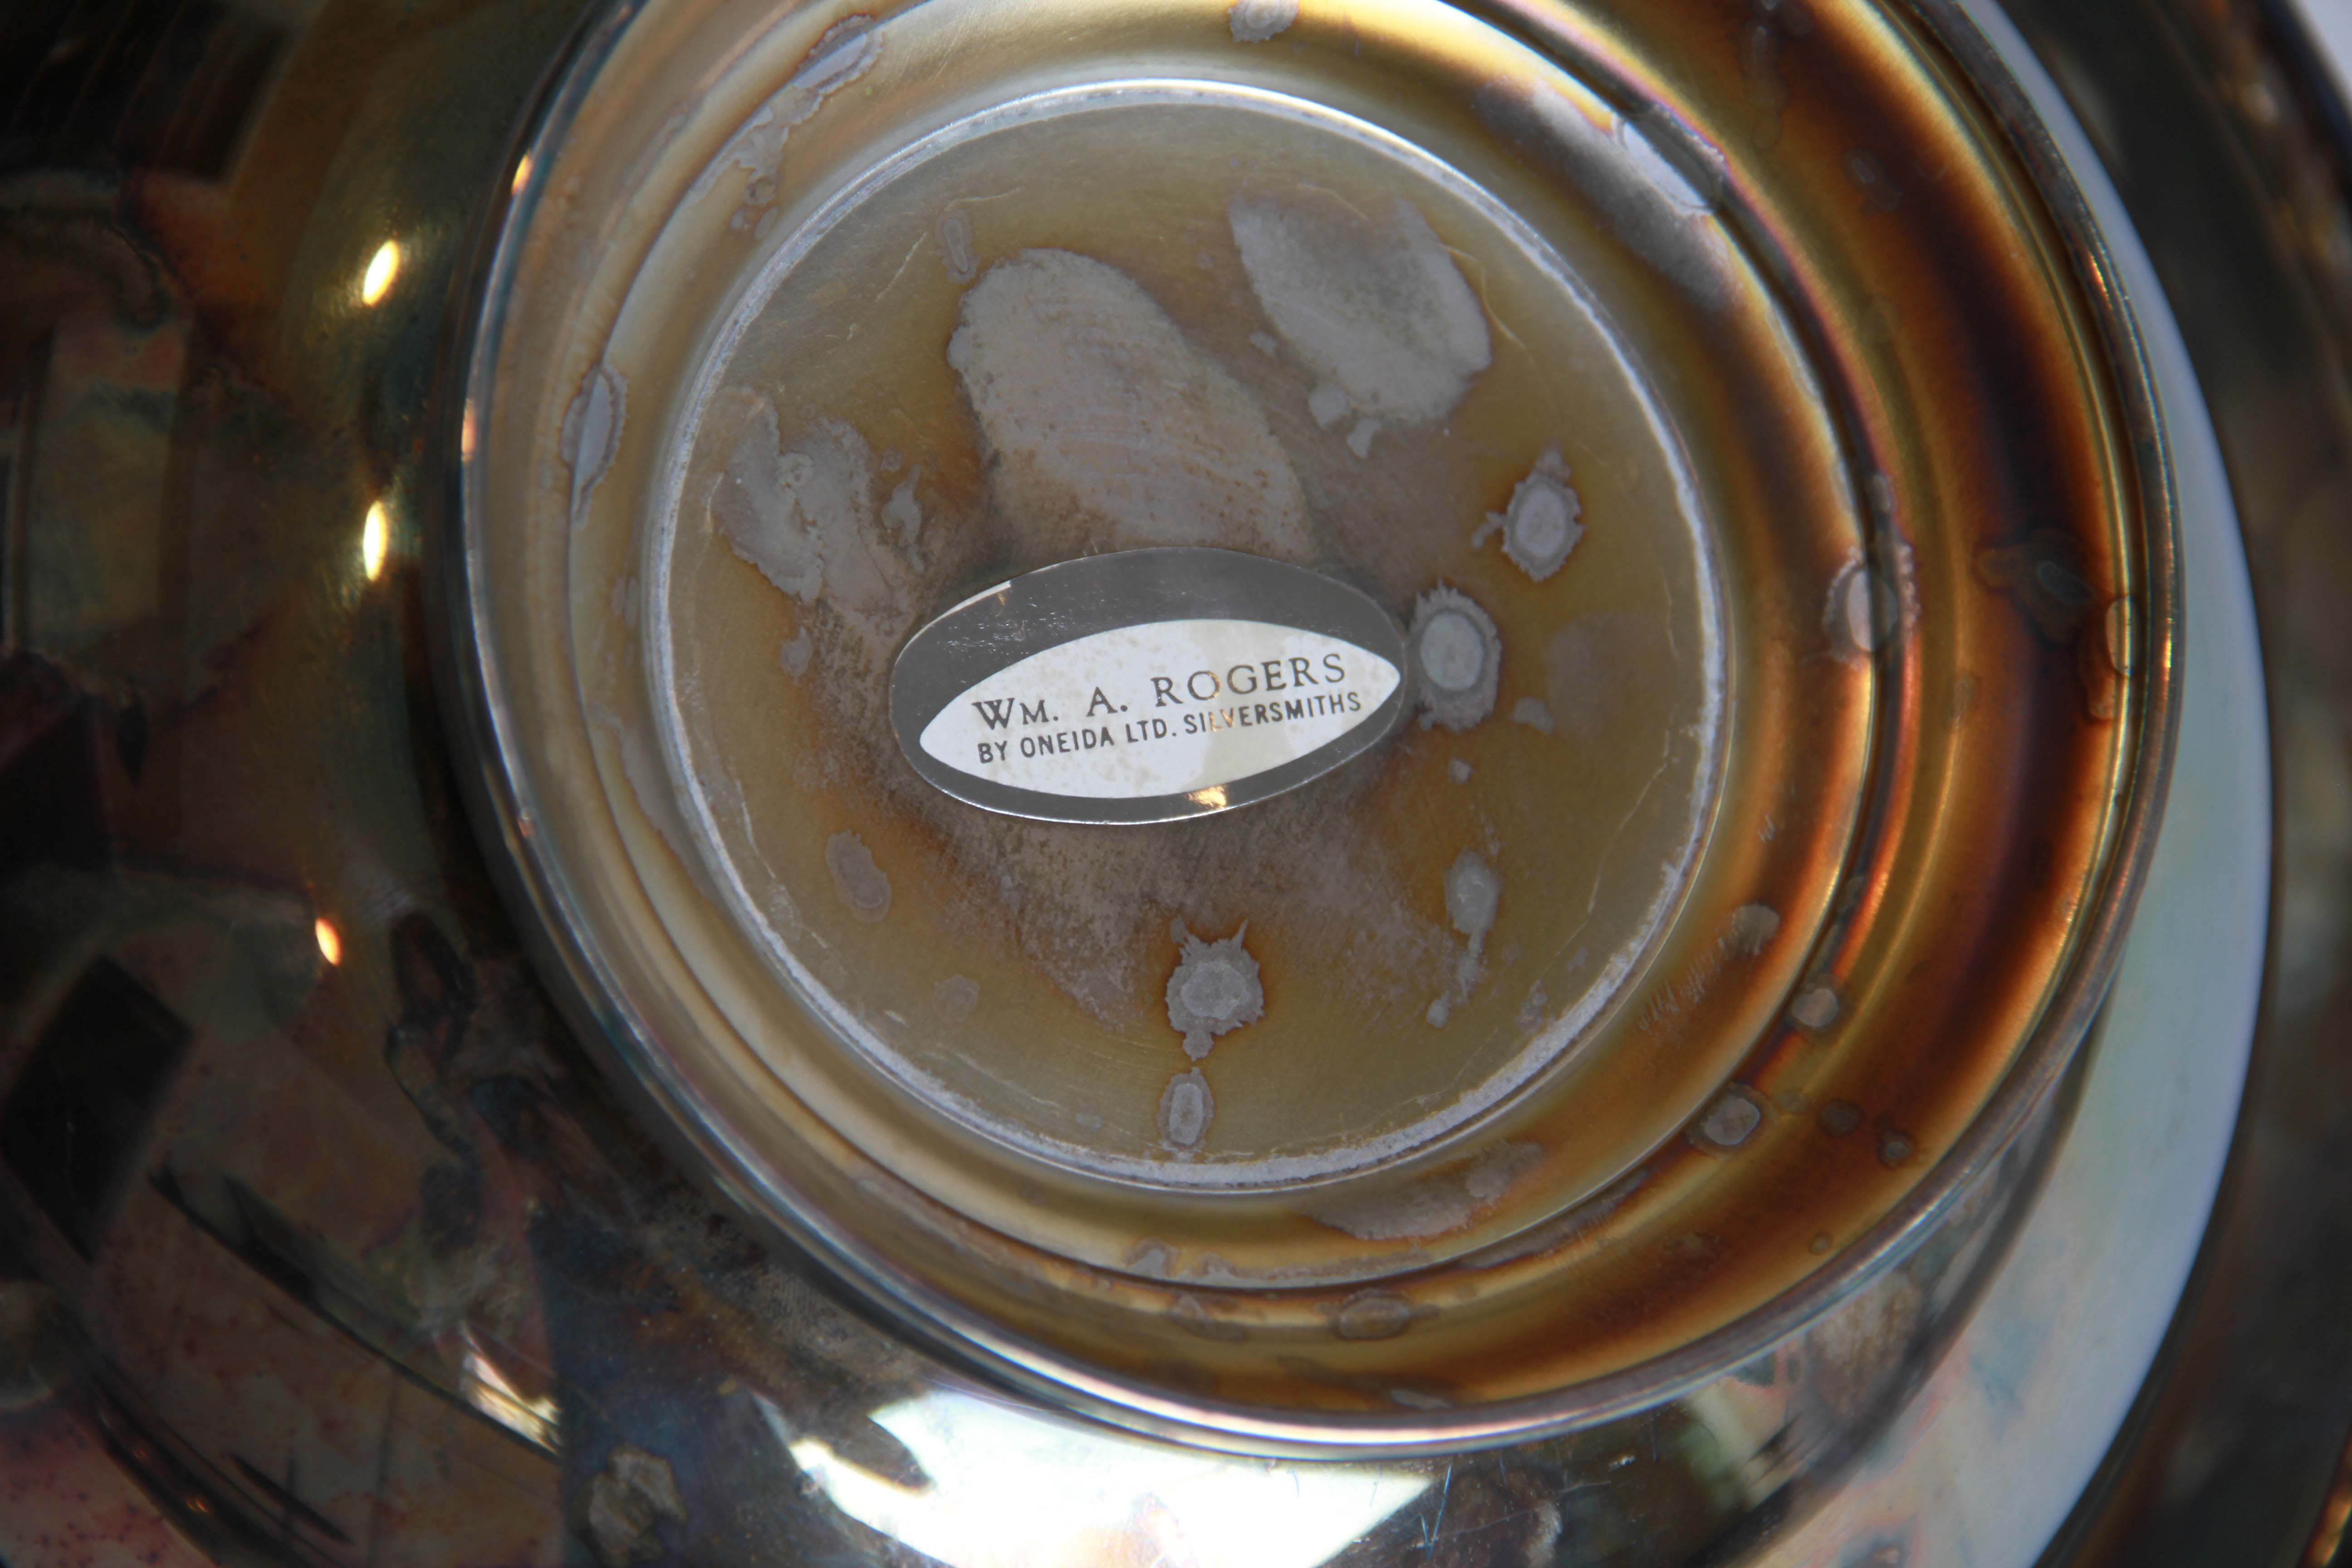 WM. A. ROGERS
BY ONEIDA LTD. SILVERSMITHS